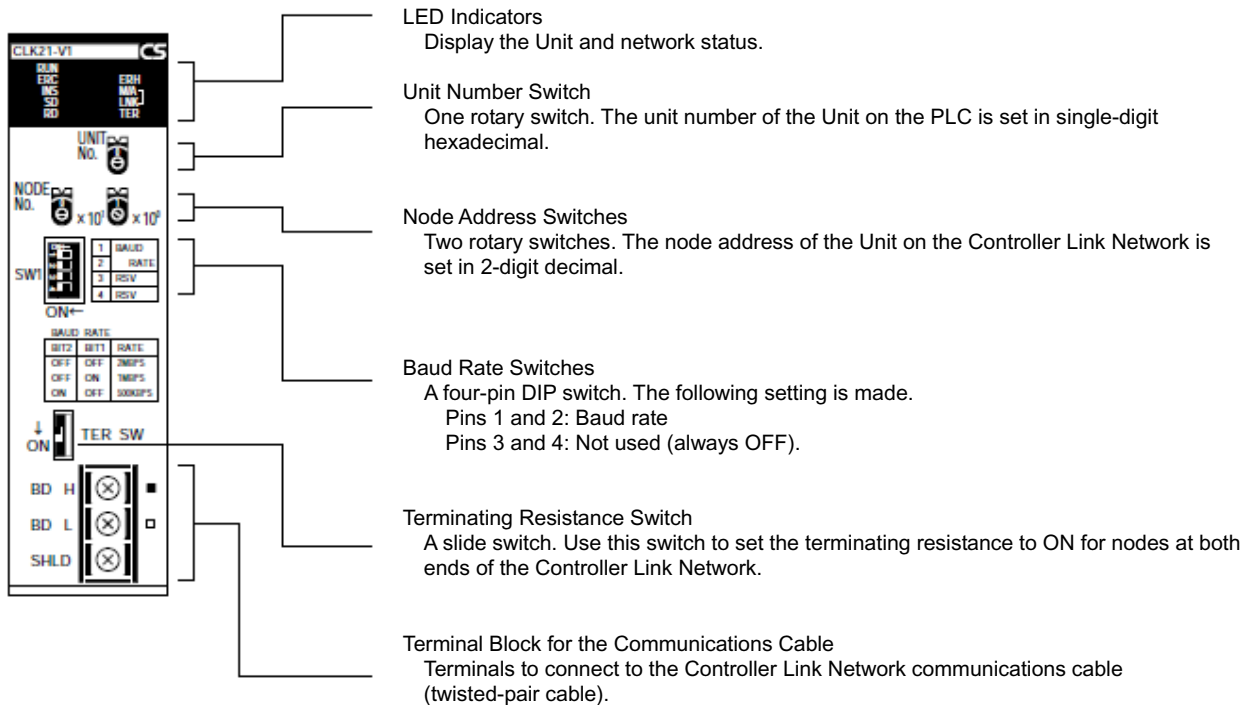 CLK21-V1 CS
RUN
ERC ERH
INS M/A
SD LNK
RD TER
UNIT
No.
NODE
No.
×10¹ ×10⁰
SW1
1 BAUD
2 RATE
3 RSV
4 RSV
ON←
BAUD RATE
BIT2 BIT1 RATE
OFF OFF 2MBPS
OFF ON 1MBPS
ON OFF 500KBPS
↓
ON
TER SW
BD H ■
BD L □
SHLD
LED Indicators
Display the Unit and network status.
Unit Number Switch
One rotary switch. The unit number of the Unit on the PLC is set in single-digit
hexadecimal.
Node Address Switches
Two rotary switches. The node address of the Unit on the Controller Link Network is
set in 2-digit decimal.
Baud Rate Switches
A four-pin DIP switch. The following setting is made.
Pins 1 and 2: Baud rate
Pins 3 and 4: Not used (always OFF).
Terminating Resistance Switch
A slide switch. Use this switch to set the terminating resistance to ON for nodes at both
ends of the Controller Link Network.
Terminal Block for the Communications Cable
Terminals to connect to the Controller Link Network communications cable
(twisted-pair cable).